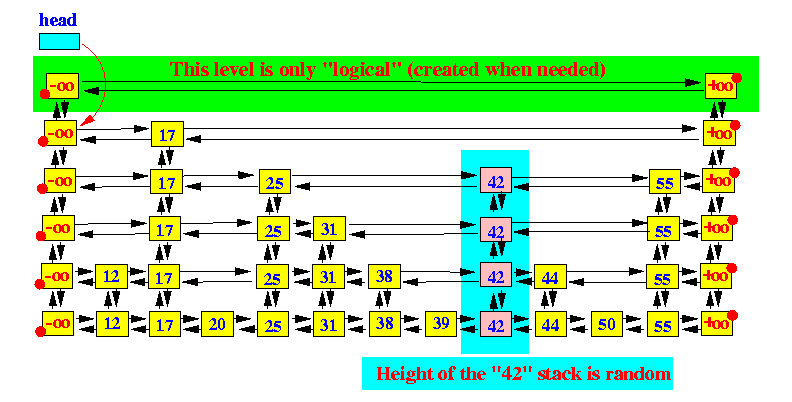 head
This level is only "logical" (created when needed)
-oo +oo
-oo 17 +oo
-oo 17 25 42 55 +oo
-oo 17 25 31 42 55 +oo
-oo 12 17 25 31 38 42 44 55 +oo
-oo 12 17 20 25 31 38 39 42 44 50 55 +oo
Height of the "42" stack is random